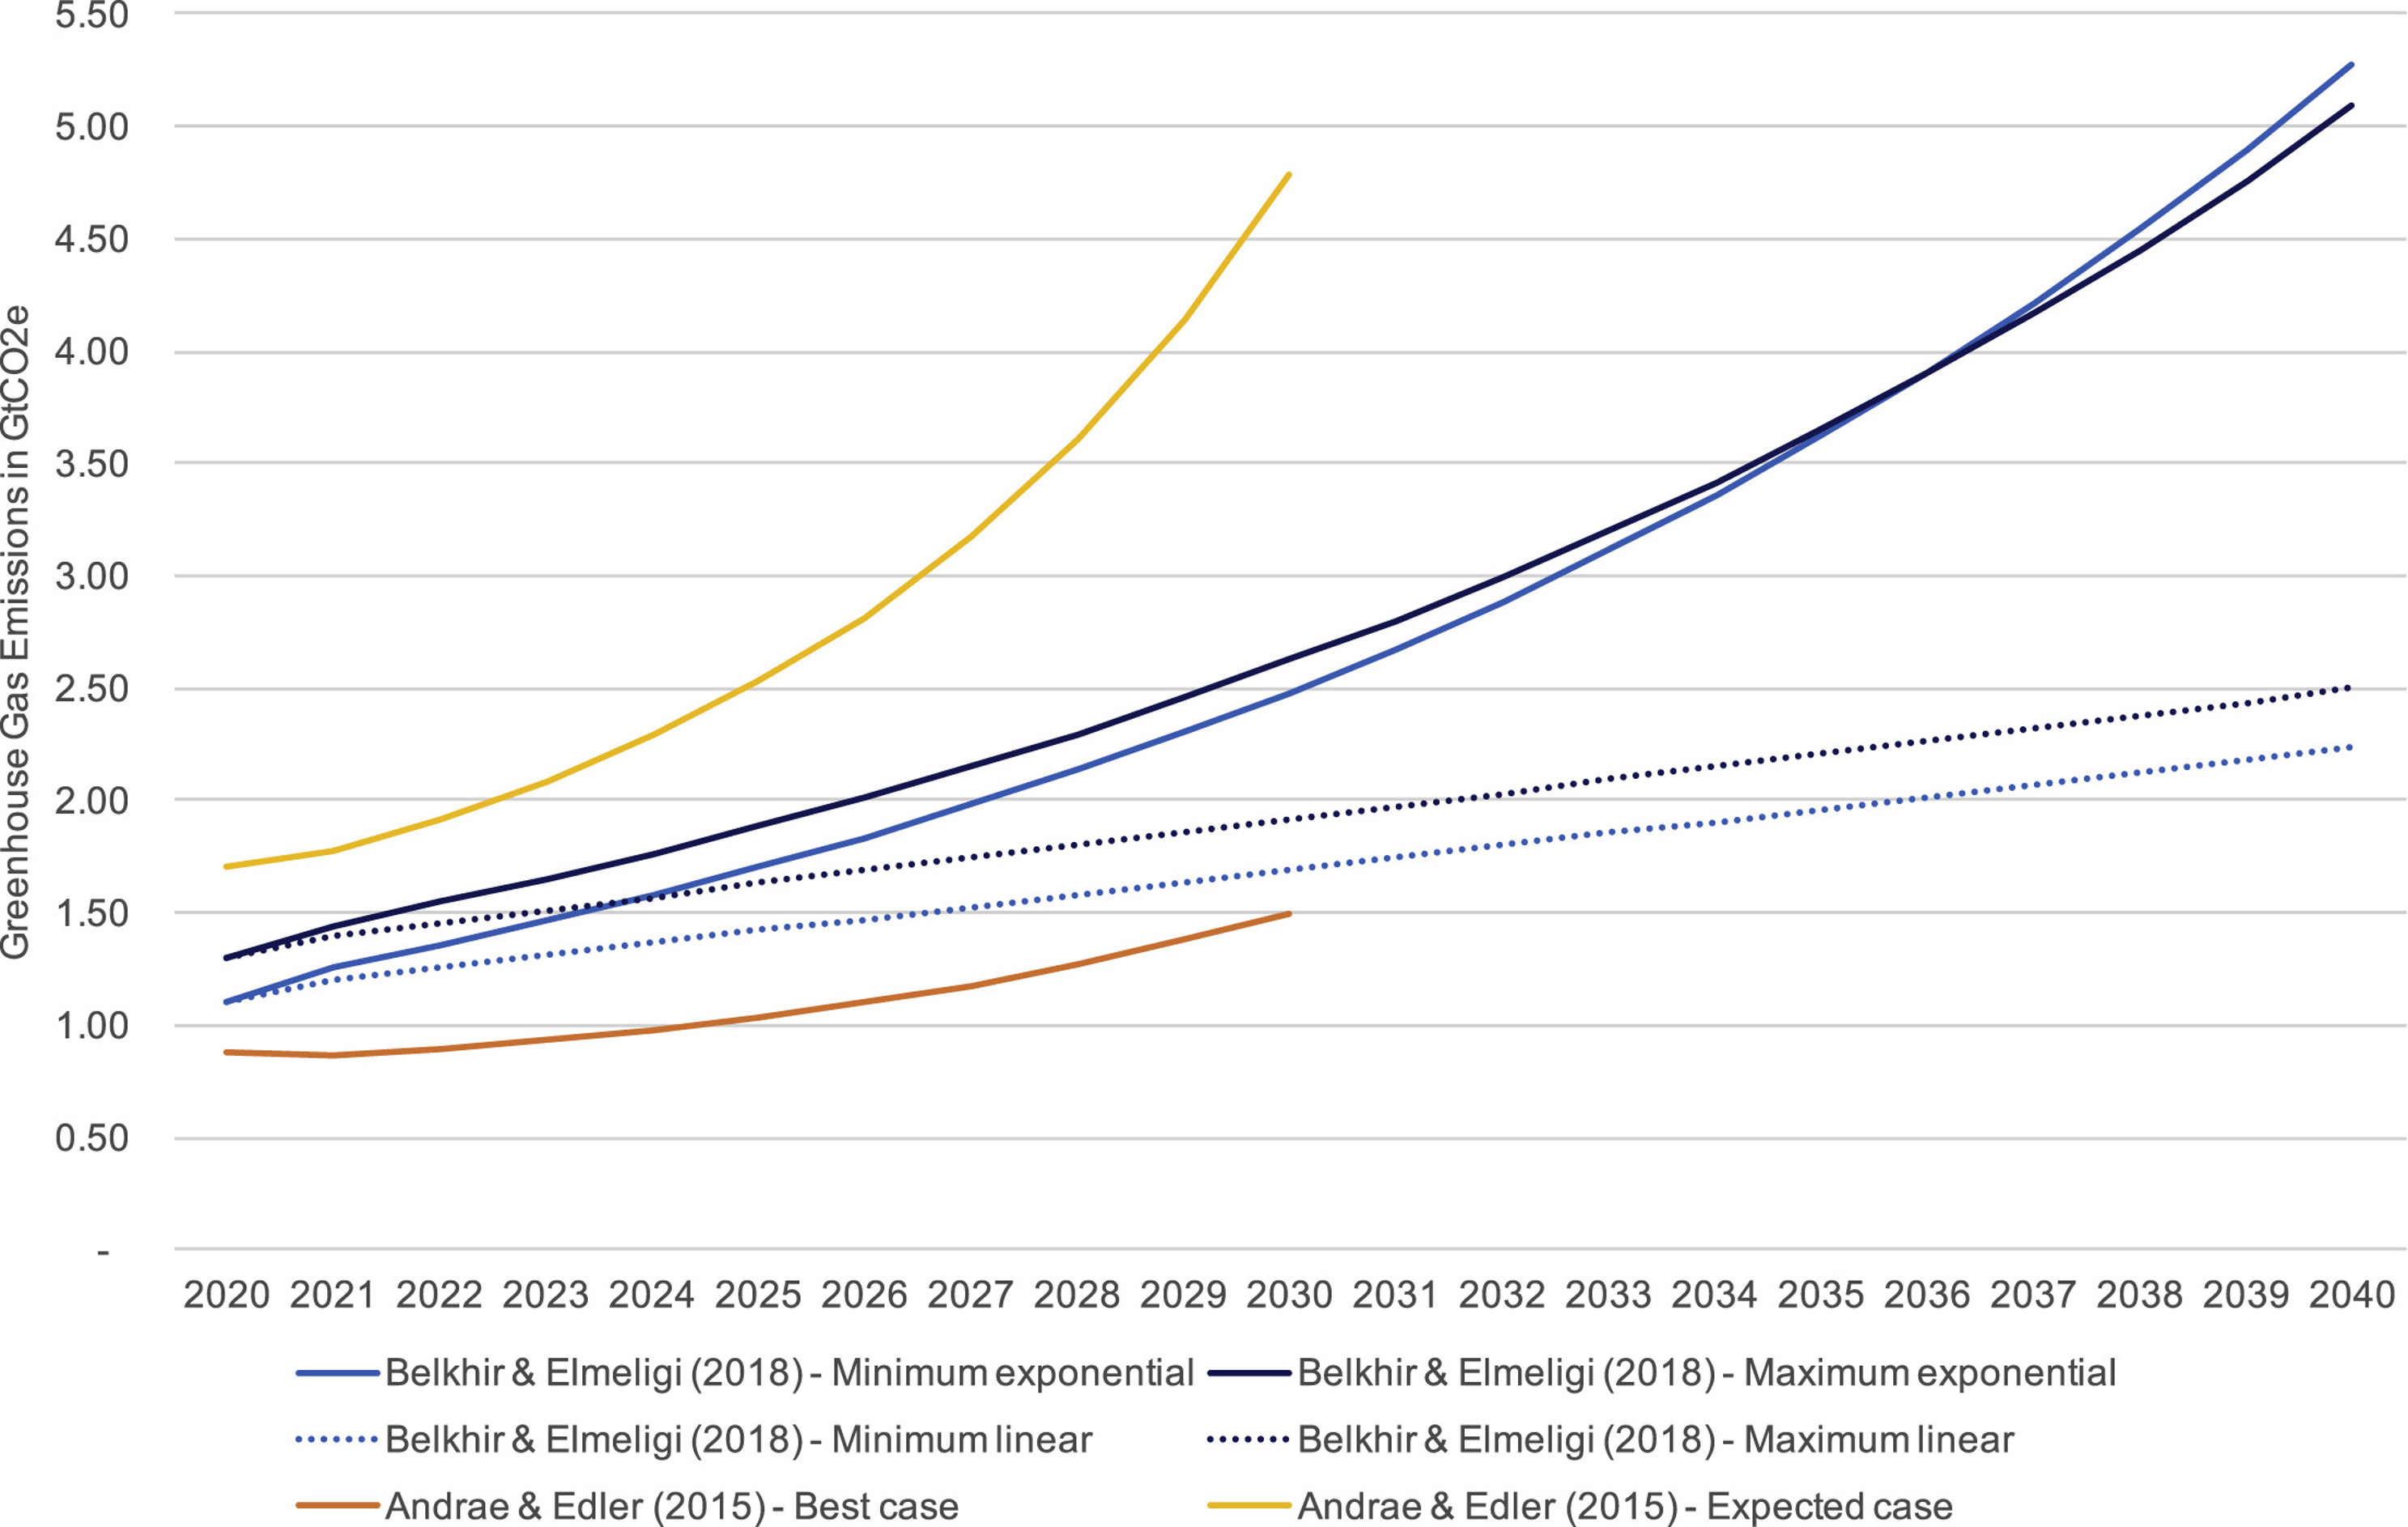 Greenhouse Gas Emissions in GtCO2e
5.50
5.00
4.50
4.00
3.50
3.00
2.50
2.00
1.50
1.00
0.50
-
2020 2021 2022 2023 2024 2025 2026 2027 2028 2029 2030 2031 2032 2033 2034 2035 2036 2037 2038 2039 2040
Belkhir & Elmeligi (2018) - Minimum exponential Belkhir & Elmeligi (2018) - Maximum exponential
Belkhir & Elmeligi (2018) - Minimum linear Belkhir & Elmeligi (2018) - Maximum linear
Andrae & Edler (2015) - Best case Andrae & Edler (2015) - Expected case